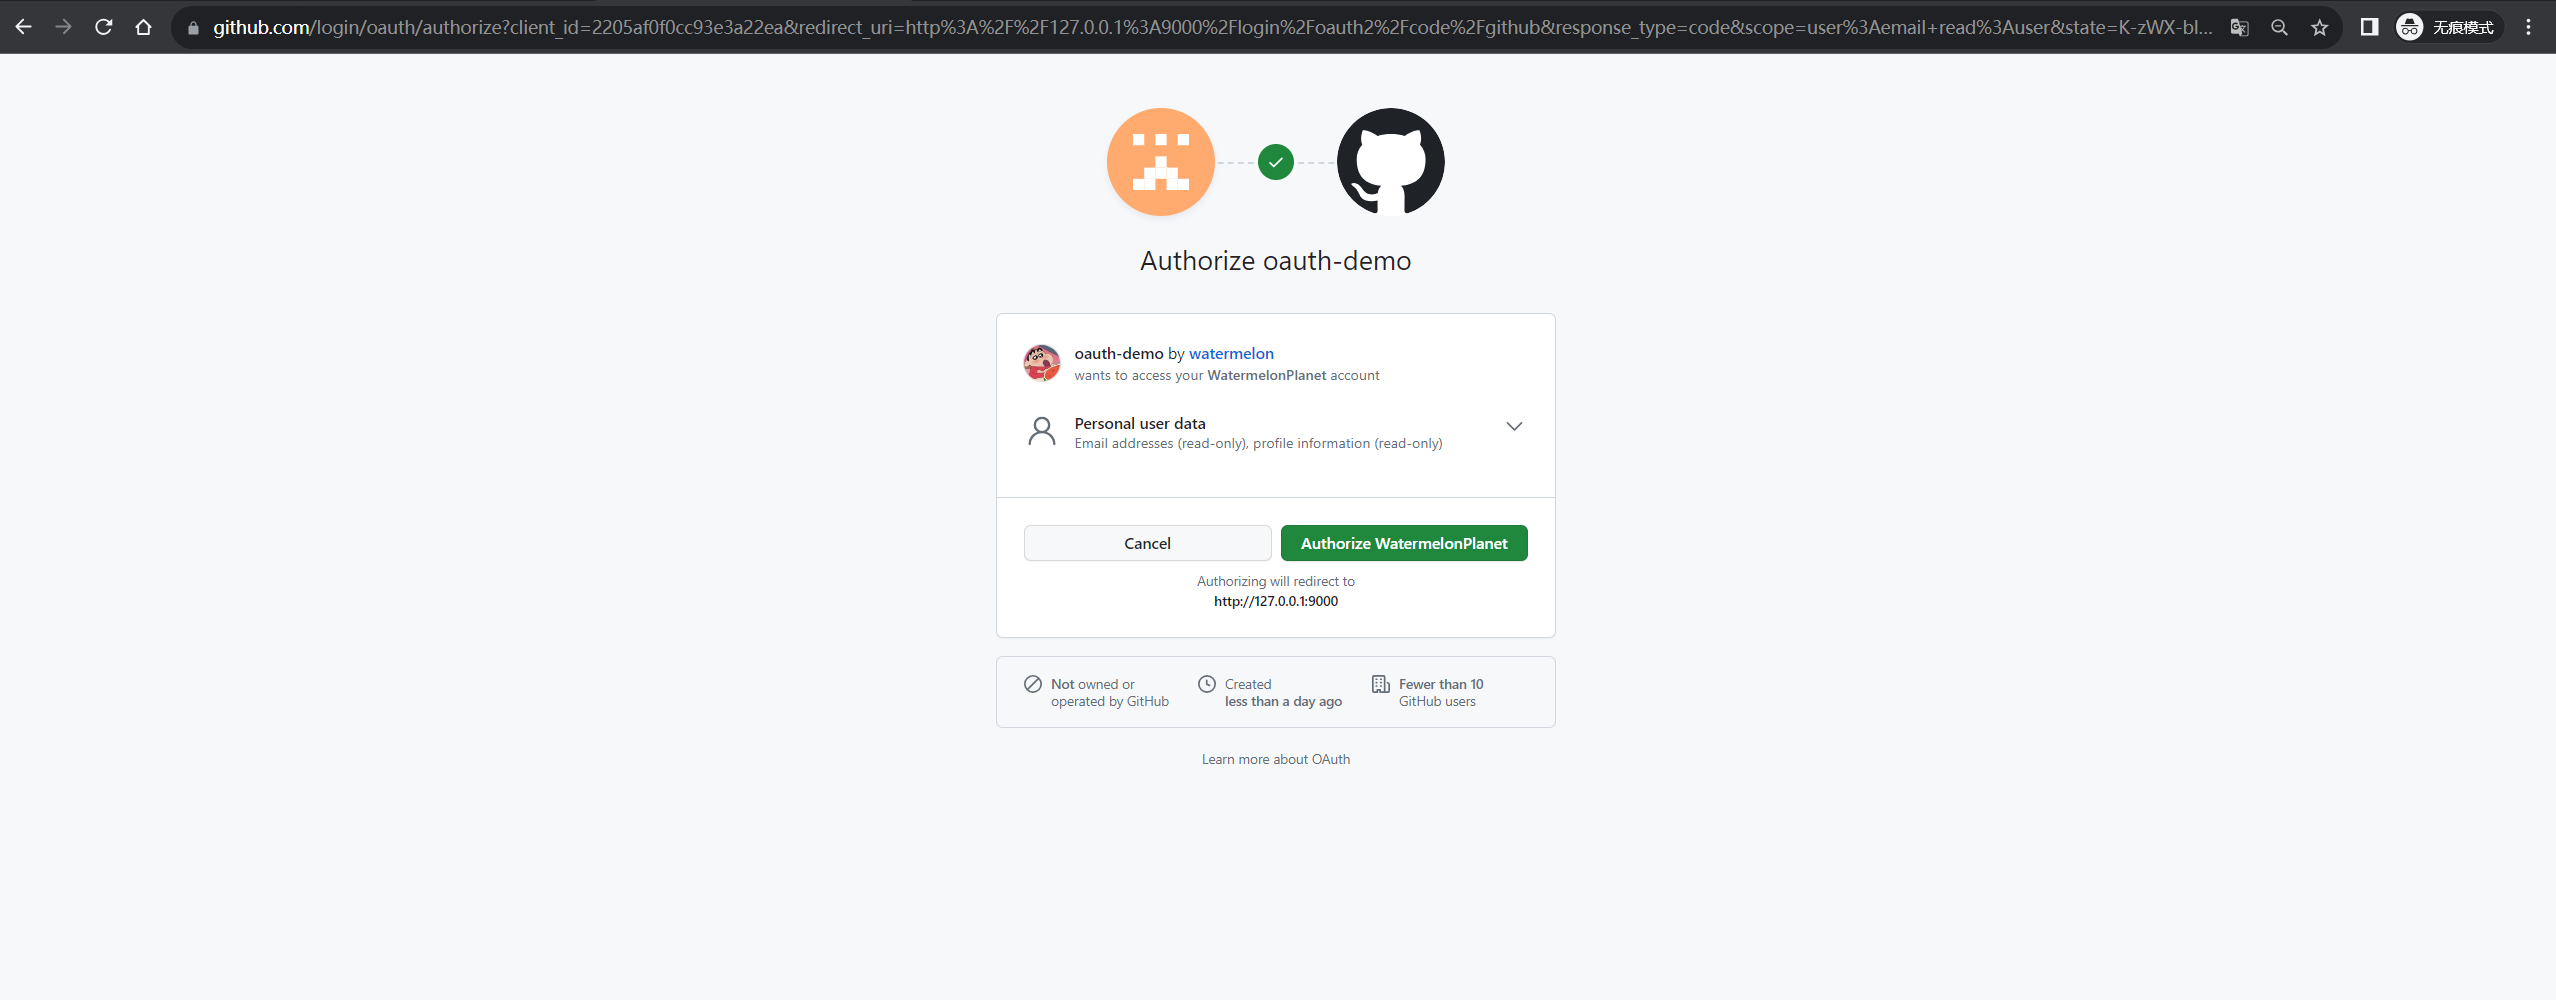 github.com/login/oauth/authorize?client_id=2205af0f0cc93e3a22ea&redirect_uri=http%3A%2F%2F127.0.0.1%3A9000%2Flogin%2Foauth2%2Fcode%2Fgithub&response_type=code&scope=user%3Aemail+read%3Auser&state=K-zWX-bl...
无痕模式
Authorize oauth-demo
oauth-demo by watermelon
wants to access your WatermelonPlanet account
Personal user data
Email addresses (read-only), profile information (read-only)
Cancel
Authorize WatermelonPlanet
Authorizing will redirect to
http://127.0.0.1:9000
Not owned or
operated by GitHub
Created
less than a day ago
Fewer than 10
GitHub users
Learn more about OAuth